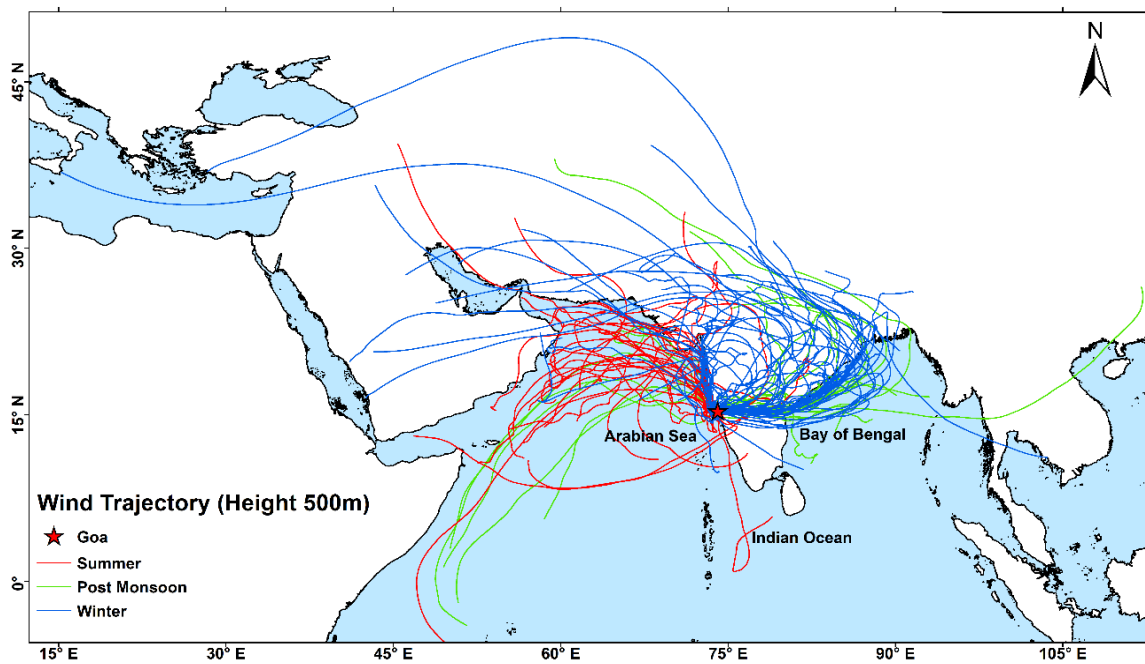 N
45° N
30° N
15° N
0°
Arabian Sea
Bay of Bengal
Indian Ocean
Wind Trajectory (Height 500m)
Goa
Summer
Post Monsoon
Winter
15° E
30° E
45° E
60° E
75° E
90° E
105° E